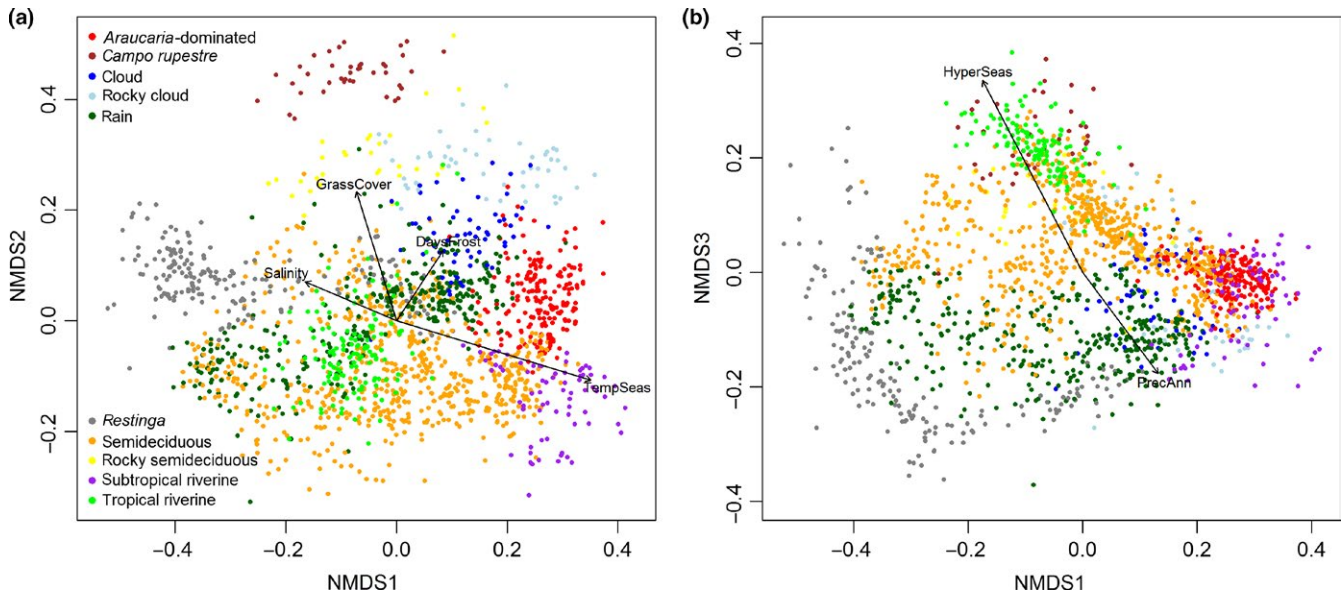 (a)
Araucaria-dominated
Campo rupestre
Cloud
Rocky cloud
Rain
GrassCover
DaysFrost
Salinity
TempSeas
Restinga
Semideciduous
Rocky semideciduous
Subtropical riverine
Tropical riverine
0.4
0.2
0.0
−0.2
NMDS2
−0.4
−0.2
0.0
0.2
0.4
NMDS1
(b)
HyperSeas
PrecAnn
0.4
0.2
0.0
−0.2
−0.4
NMDS3
−0.4
−0.2
0.0
0.2
0.4
NMDS1